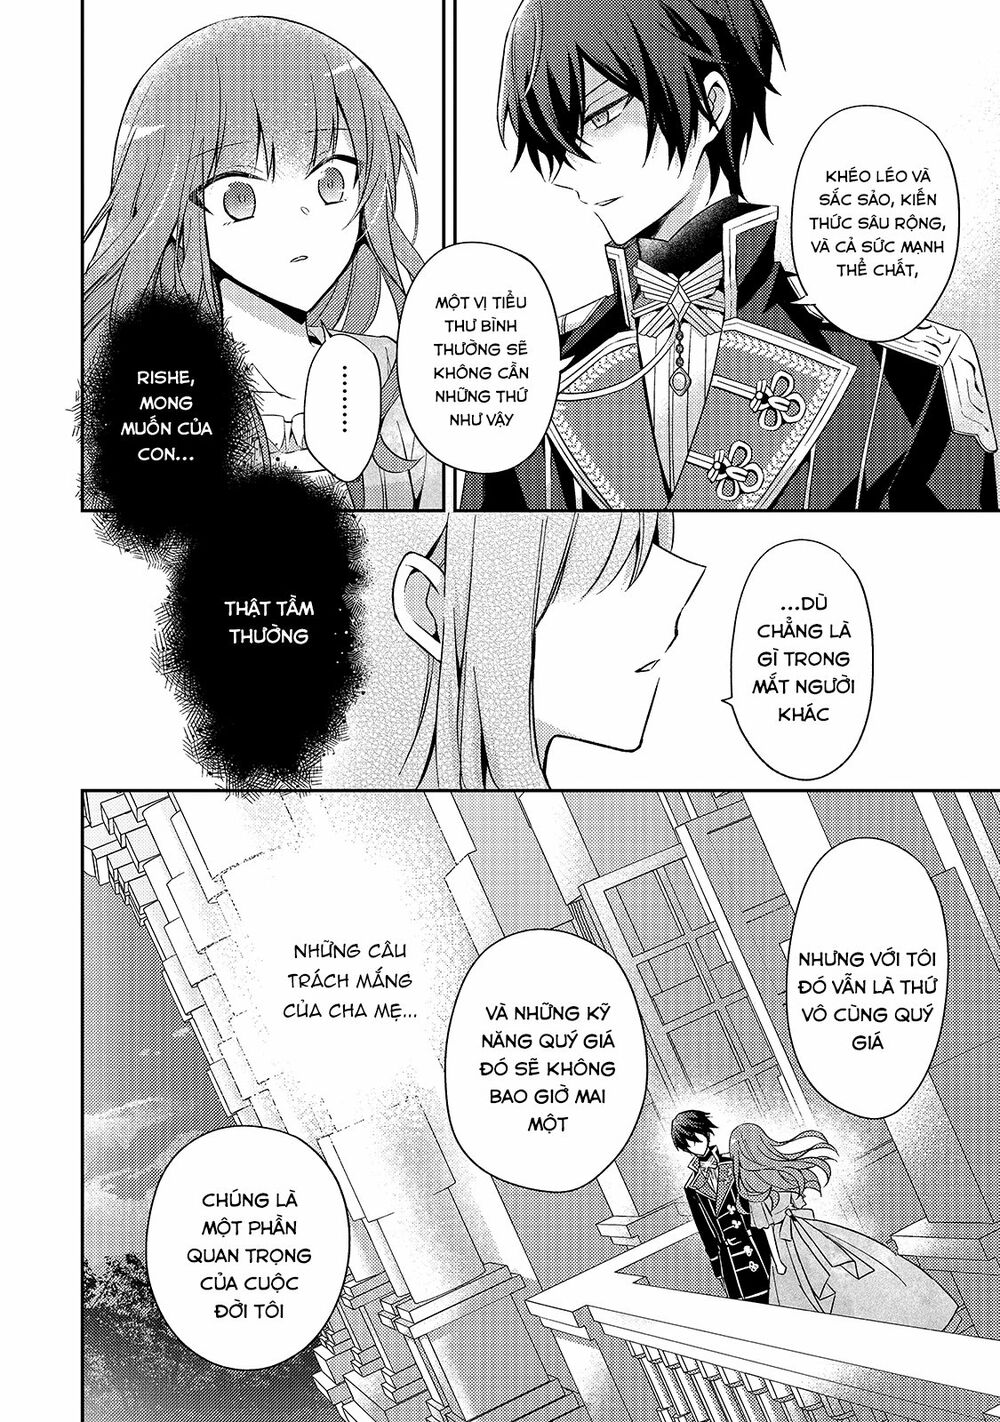 KHÉO LÉO VÀ
SẮC SẢO, KIẾN
THỨC SÂU RỘNG,
VÀ CẢ SỨC MẠNH
THỂ CHẤT,
MỘT VỊ TIỂU
THƯ BÌNH
THƯỜNG SẼ
KHÔNG CẦN
NHỮNG THỨ
NHƯ VẬY
.......
RISHE,
MONG
MUỐN CỦA
CON...
THẬT TẦM
THƯỜNG
...DÙ
CHẲNG LÀ
GÌ TRONG
MẮT NGƯỜI
KHÁC
NHƯNG VỚI TÔI
ĐÓ VẪN LÀ THỨ
VÔ CÙNG QUÝ
GIÁ
NHỮNG CÂU
TRÁCH MẮNG
CỦA CHA MẸ...
VÀ NHỮNG KỸ
NĂNG QUÝ GIÁ
ĐÓ SẼ KHÔNG
BAO GIỜ MAI
MỘT
CHÚNG LÀ
MỘT PHẦN
QUAN TRỌNG
CỦA CUỘC
ĐỜI TÔI